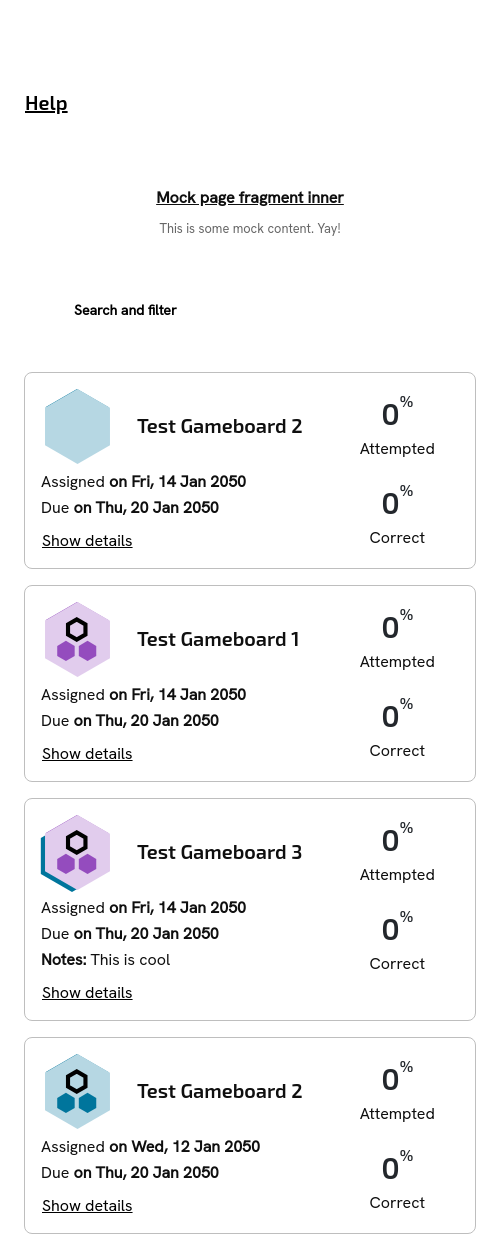 Help
Mock page fragment inner
This is some mock content. Yay!
Search and filter
Test Gameboard 2
0%
Attempted
Assigned on Fri, 14 Jan 2050
Due on Thu, 20 Jan 2050
0%
Correct
Show details
Test Gameboard 1
0%
Attempted
Assigned on Fri, 14 Jan 2050
Due on Thu, 20 Jan 2050
0%
Correct
Show details
Test Gameboard 3
0%
Attempted
Assigned on Fri, 14 Jan 2050
Due on Thu, 20 Jan 2050
Notes: This is cool
0%
Correct
Show details
Test Gameboard 2
0%
Attempted
Assigned on Wed, 12 Jan 2050
Due on Thu, 20 Jan 2050
0%
Correct
Show details